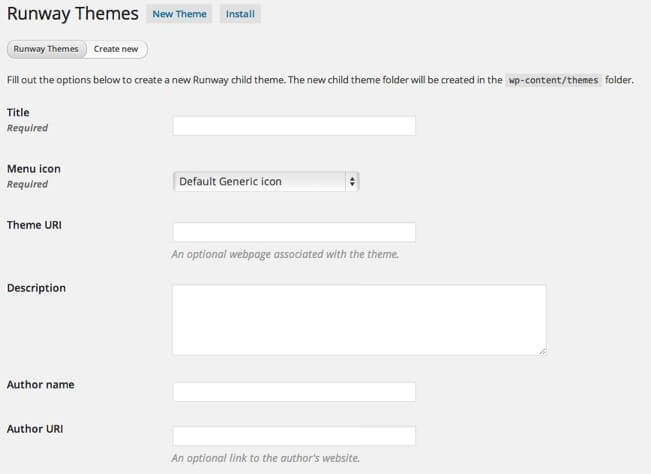 Runway Themes New Theme Install
Runway Themes Create new
Fill out the options below to create a new Runway child theme. The new child theme folder will be created in the wp-content/themes folder.
Title
Required
Menu icon
Required
Default Generic icon
Theme URI
An optional webpage associated with the theme.
Description
Author name
Author URI
An optional link to the author's website.